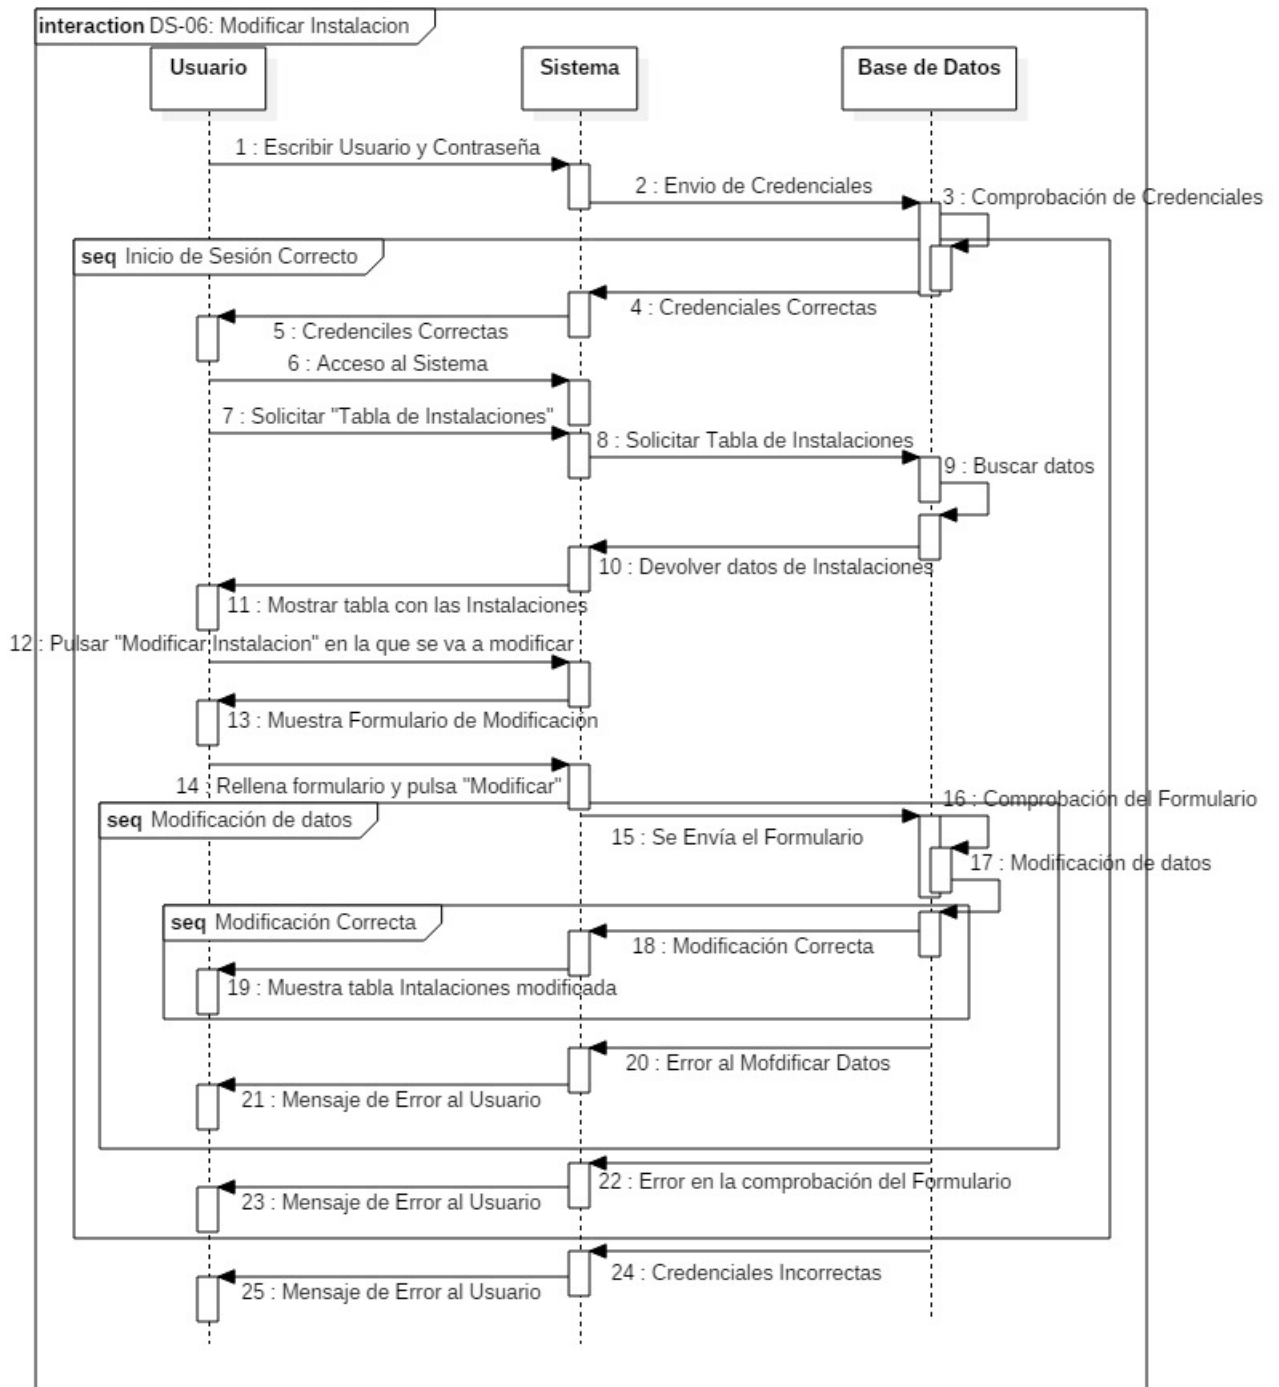 interaction DS-06: Modificar Instalacion
Usuario
Sistema
Base de Datos
1 : Escribir Usuario y Contraseña
2 : Envio de Credenciales
3 : Comprobación de Credenciales
seq Inicio de Sesión Correcto
4 : Credenciales Correctas
5 : Credenciles Correctas
6 : Acceso al Sistema
7 : Solicitar "Tabla de Instalaciones"
8 : Solicitar Tabla de Instalaciones
9 : Buscar datos
10 : Devolver datos de Instalaciones
11 : Mostrar tabla con las Instalaciones
12 : Pulsar "Modificar Instalacion" en la que se va a modificar
13 : Muestra Formulario de Modificación
14 : Rellena formulario y pulsa "Modificar"
seq Modificación de datos
15 : Se Envía el Formulario
16 : Comprobación del Formulario
17 : Modificación de datos
seq Modificación Correcta
18 : Modificación Correcta
19 : Muestra tabla Intalaciones modificada
20 : Error al Mofdificar Datos
21 : Mensaje de Error al Usuario
22 : Error en la comprobación del Formulario
23 : Mensaje de Error al Usuario
24 : Credenciales Incorrectas
25 : Mensaje de Error al Usuario